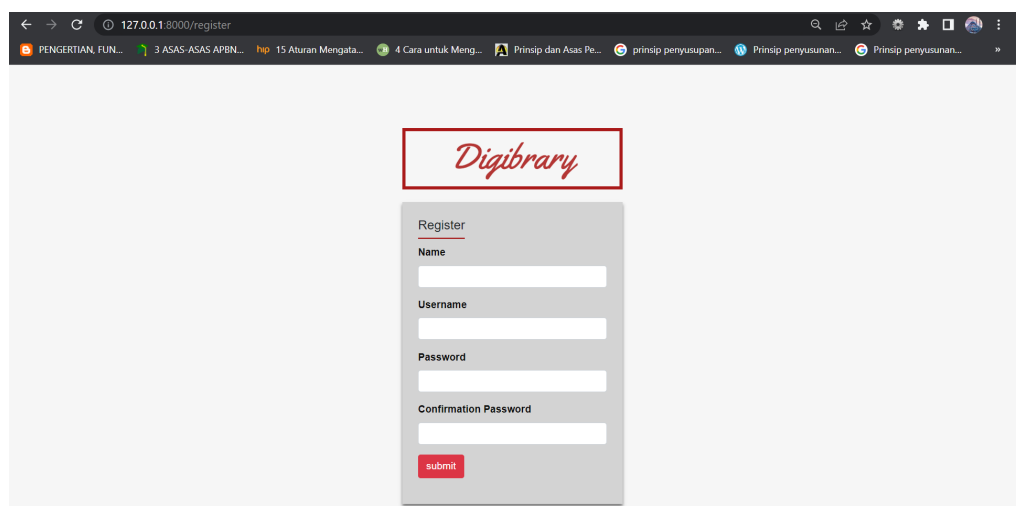 127.0.0.1:8000/register
PENGERTIAN, FUN... 3 ASAS-ASAS APBN... hip 15 Aturan Mengata... 4 Cara untuk Meng... Prinsip dan Asas Pe... prinsip penyusupan... Prinsip penyusunan... Prinsip penyusunan... »
Digibrary
Register
Name
Username
Password
Confirmation Password
submit